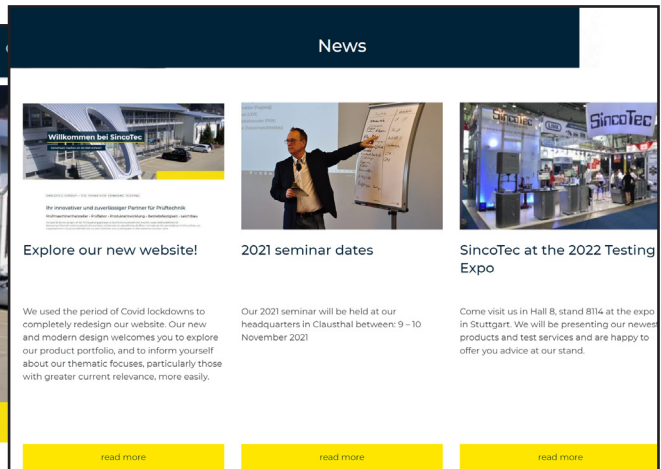 News
Willkommen bei SincoTec
Ihr innovativer und zuverlässiger Partner für Prüftechnik
SincoTec
SincoTec
Explore our new website!
We used the period of Covid lockdowns to
completely redesign our website. Our new
and modern design welcomes you to explore
our product portfolio, and to inform yourself
about our thematic focuses, particularly those
with greater current relevance, more easily.
read more
2021 seminar dates
Our 2021 seminar will be held at our
headquarters in Clausthal between: 9 – 10
November 2021
read more
SincoTec at the 2022 Testing
Expo
Come visit us in Hall 8, stand 8114 at the expo
in Stuttgart. We will be presenting our newest
products and test services and are happy to
offer you advice at our stand.
read more